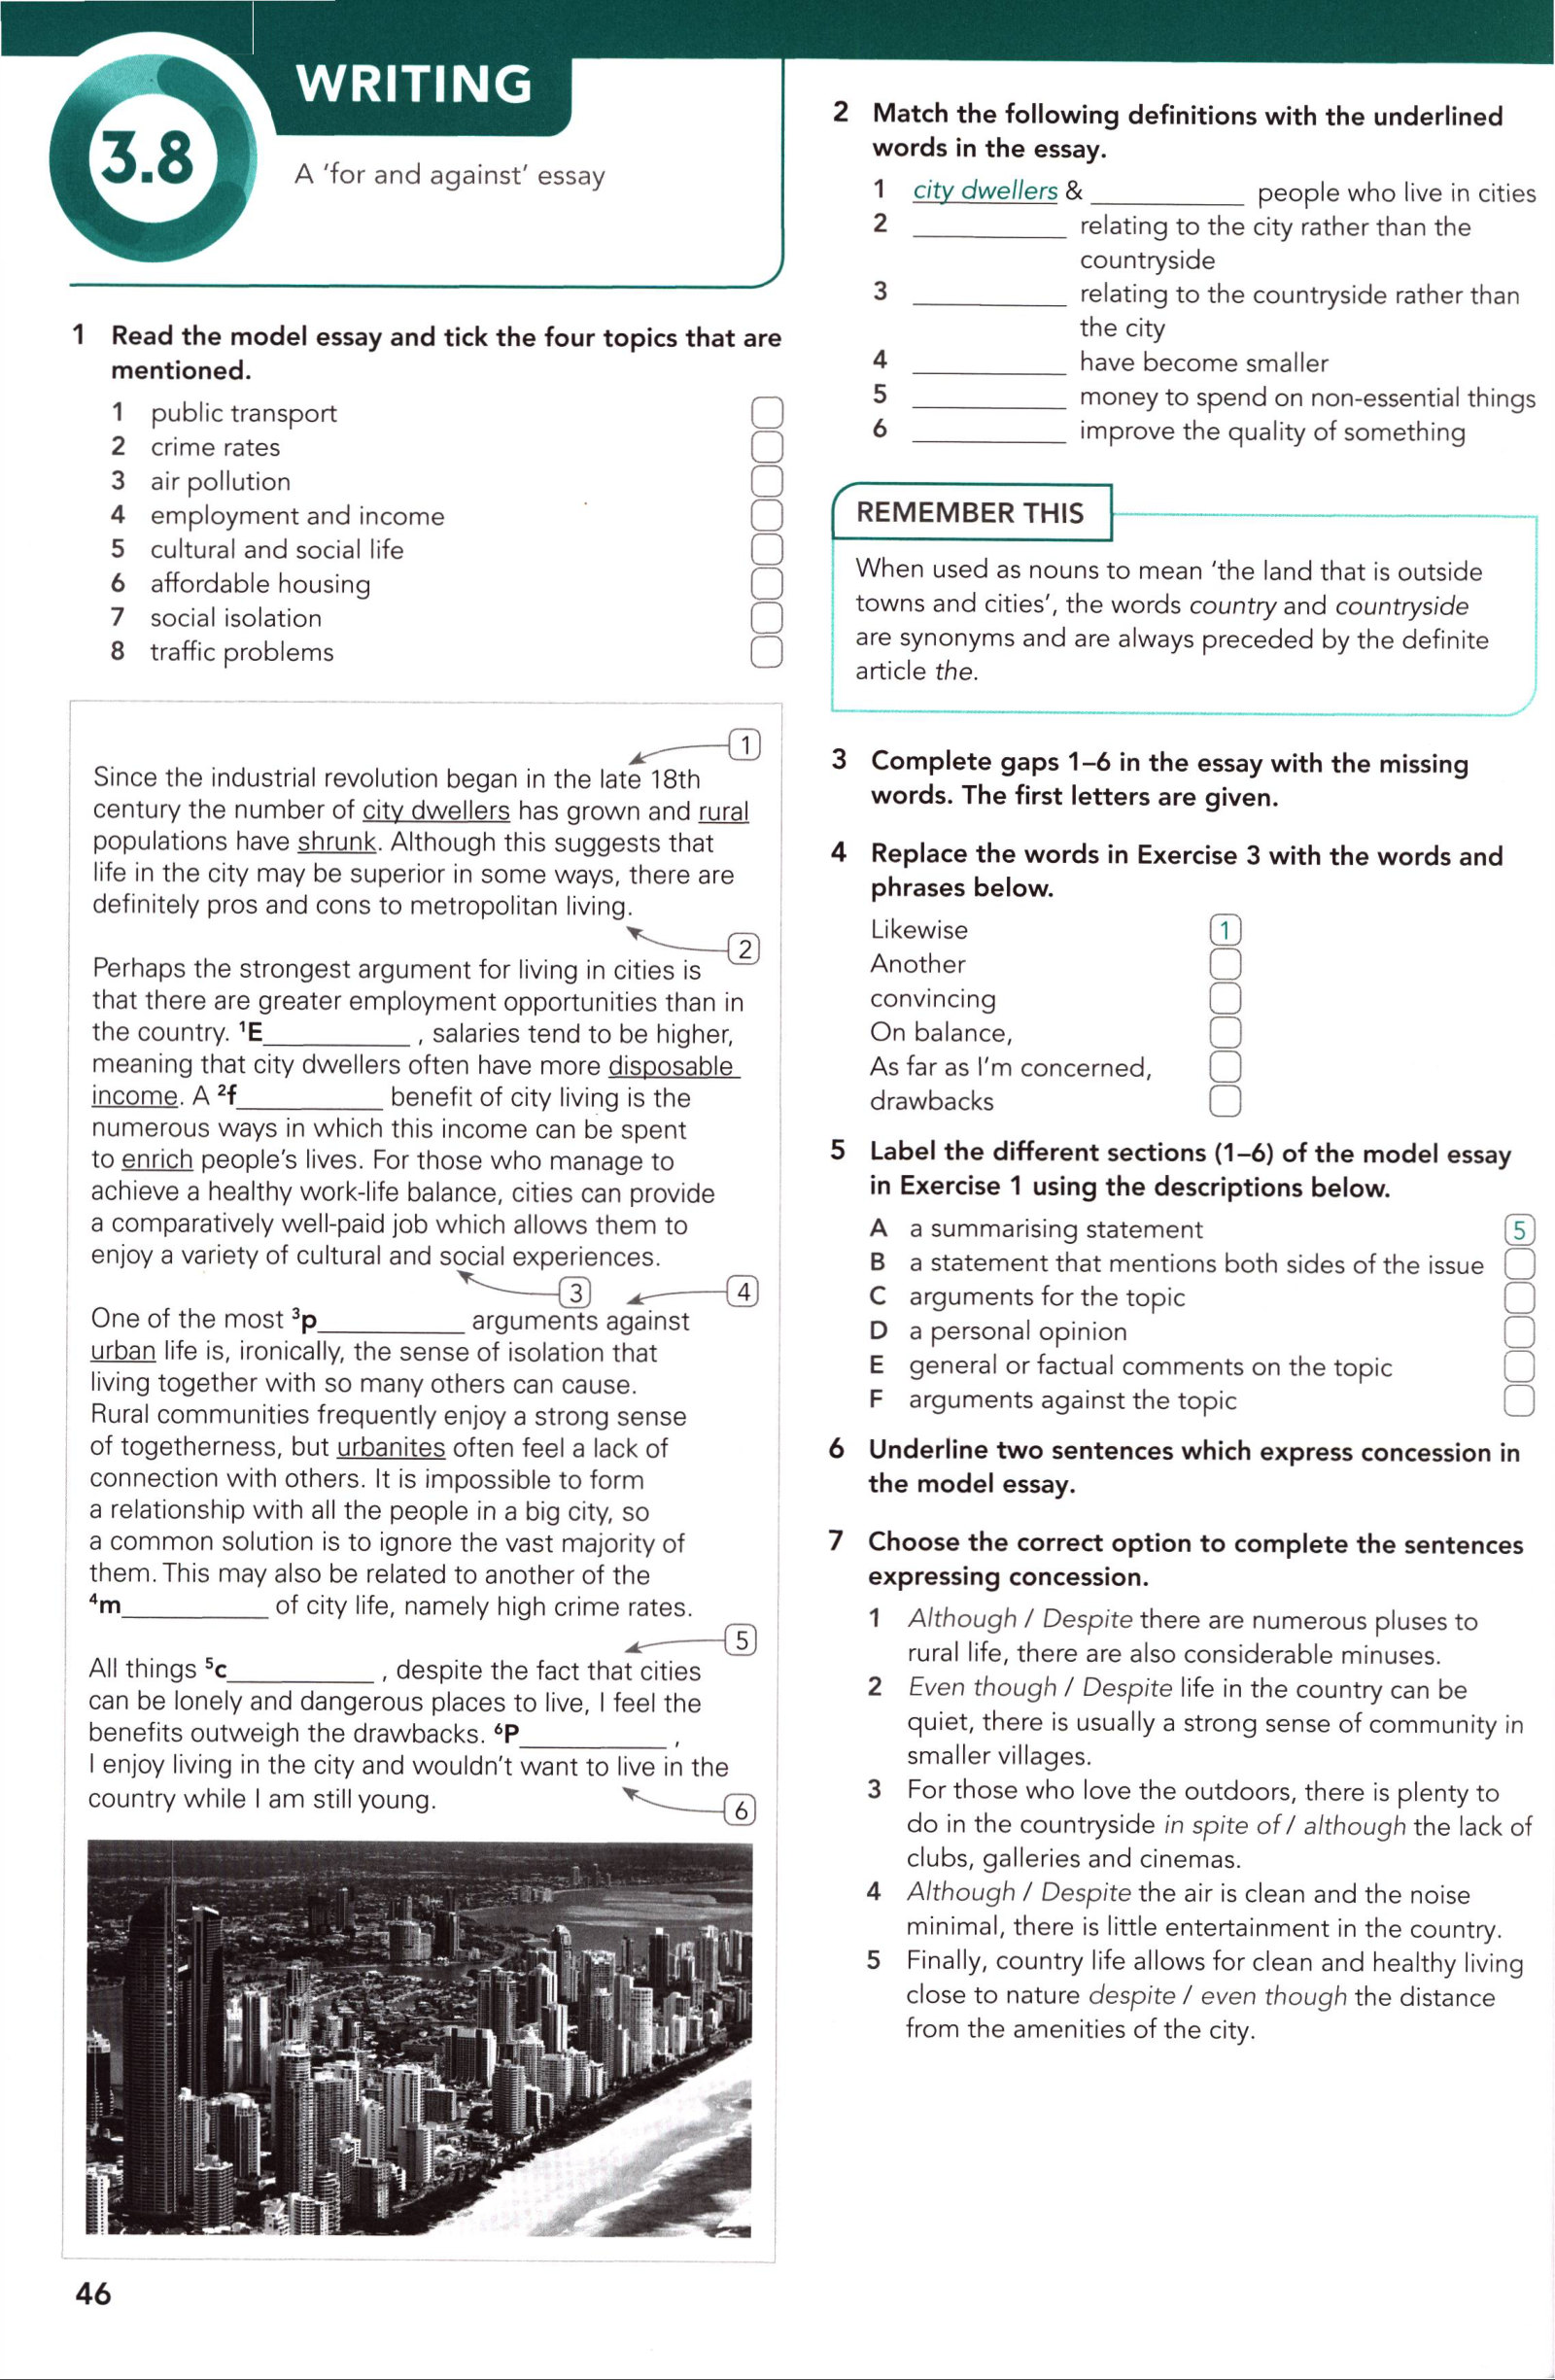 WRITING
3.8
A ‘for and against’ essay
1 Read the model essay and tick the four topics that are
mentioned.
1 public transport
2 crime rates
3 air pollution
4 employment and income
5 cultural and social life
6 affordable housing
7 social isolation
8 traffic problems
1
Since the industrial revolution began in the late 18th
century the number of city dwellers has grown and rural
populations have shrunk. Although this suggests that
life in the city may be superior in some ways, there are
definitely pros and cons to metropolitan living.
2
Perhaps the strongest argument for living in cities is
that there are greater employment opportunities than in
the country. ¹E__________ , salaries tend to be higher,
meaning that city dwellers often have more disposable
income. A ²f__________ benefit of city living is the
numerous ways in which this income can be spent
to enrich people's lives. For those who manage to
achieve a healthy work-life balance, cities can provide
a comparatively well-paid job which allows them to
enjoy a variety of cultural and social experiences.
3 4
One of the most ³p__________ arguments against
urban life is, ironically, the sense of isolation that
living together with so many others can cause.
Rural communities frequently enjoy a strong sense
of togetherness, but urbanites often feel a lack of
connection with others. It is impossible to form
a relationship with all the people in a big city, so
a common solution is to ignore the vast majority of
them. This may also be related to another of the
⁴m__________ of city life, namely high crime rates.
5
All things ⁵c__________ , despite the fact that cities
can be lonely and dangerous places to live, I feel the
benefits outweigh the drawbacks. ⁶P__________ ,
I enjoy living in the city and wouldn't want to live in the
country while I am still young.
6
46
2 Match the following definitions with the underlined
words in the essay.
1 city dwellers & __________ people who live in cities
2 __________ relating to the city rather than the
countryside
3 __________ relating to the countryside rather than
the city
4 __________ have become smaller
5 __________ money to spend on non-essential things
6 __________ improve the quality of something
REMEMBER THIS
When used as nouns to mean ‘the land that is outside
towns and cities’, the words country and countryside
are synonyms and are always preceded by the definite
article the.
3 Complete gaps 1–6 in the essay with the missing
words. The first letters are given.
4 Replace the words in Exercise 3 with the words and
phrases below.
Likewise 1
Another
convincing
On balance,
As far as I'm concerned,
drawbacks
5 Label the different sections (1–6) of the model essay
in Exercise 1 using the descriptions below.
A a summarising statement 5
B a statement that mentions both sides of the issue
C arguments for the topic
D a personal opinion
E general or factual comments on the topic
F arguments against the topic
6 Underline two sentences which express concession in
the model essay.
7 Choose the correct option to complete the sentences
expressing concession.
1 Although / Despite there are numerous pluses to
rural life, there are also considerable minuses.
2 Even though / Despite life in the country can be
quiet, there is usually a strong sense of community in
smaller villages.
3 For those who love the outdoors, there is plenty to
do in the countryside in spite of / although the lack of
clubs, galleries and cinemas.
4 Although / Despite the air is clean and the noise
minimal, there is little entertainment in the country.
5 Finally, country life allows for clean and healthy living
close to nature despite / even though the distance
from the amenities of the city.